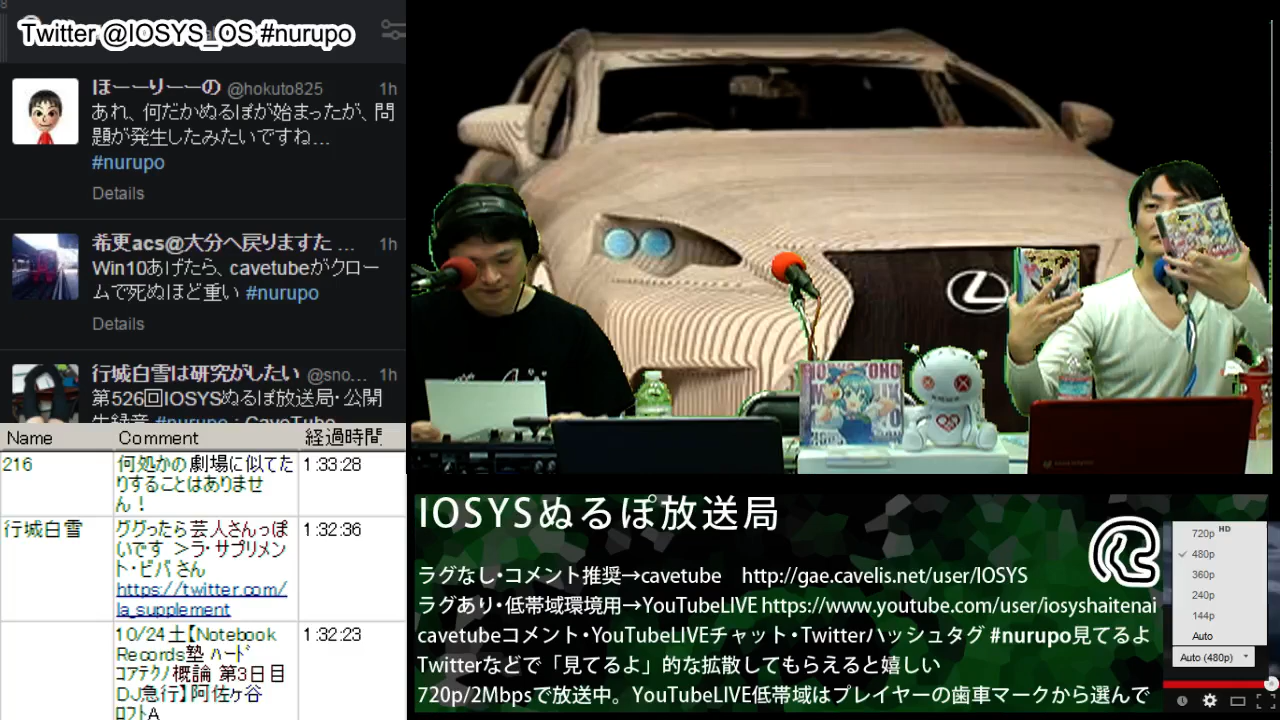 Twitter @IOSYS_OS #nurupo
ほーーりーーの @hokuto825 1h
あれ、何だかぬるぽが始まったが、問
題が発生したみたいですね...
#nurupo
Details
希更acs@大分へ戻りますた ... 1h
Win10あげたら、cavetubeがクロー
ムで死ぬほど重い #nurupo
Details
行城白雪は研究がしたい @sno... 1h
第526回IOSYSぬるぽ放送局・公開
生録音 #nurupo : CaveTube
Name Comment 経過時間
216 何処かの劇場に似てた 1:33:28
りすることはありませ
ん！
行城白雪 ググったら芸人さんっぽ 1:32:36
いです ＞ラ・サプリメン
ト・ビバさん
https://twitter.com/
la_supplement
10/24土【Notebook 1:32:23
Records塾 ハード
コアテクノ概論 第3日目
DJ急行】阿佐ヶ谷
ロフトA
IOSYSぬるぽ放送局
ラグなし・コメント推奨→cavetube http://gae.cavelis.net/user/IOSYS
ラグあり・低帯域環境用→YouTubeLIVE https://www.youtube.com/user/iosyshaitenai
cavetubeコメント・YouTubeLIVEチャット・Twitterハッシュタグ #nurupo見てるよ
Twitterなどで「見てるよ」的な拡散してもらえると嬉しい
720p/2Mbpsで放送中。YouTubeLIVE低帯域はプレイヤーの歯車マークから選んで
720p HD
480p
360p
240p
144p
Auto
Auto (480p)